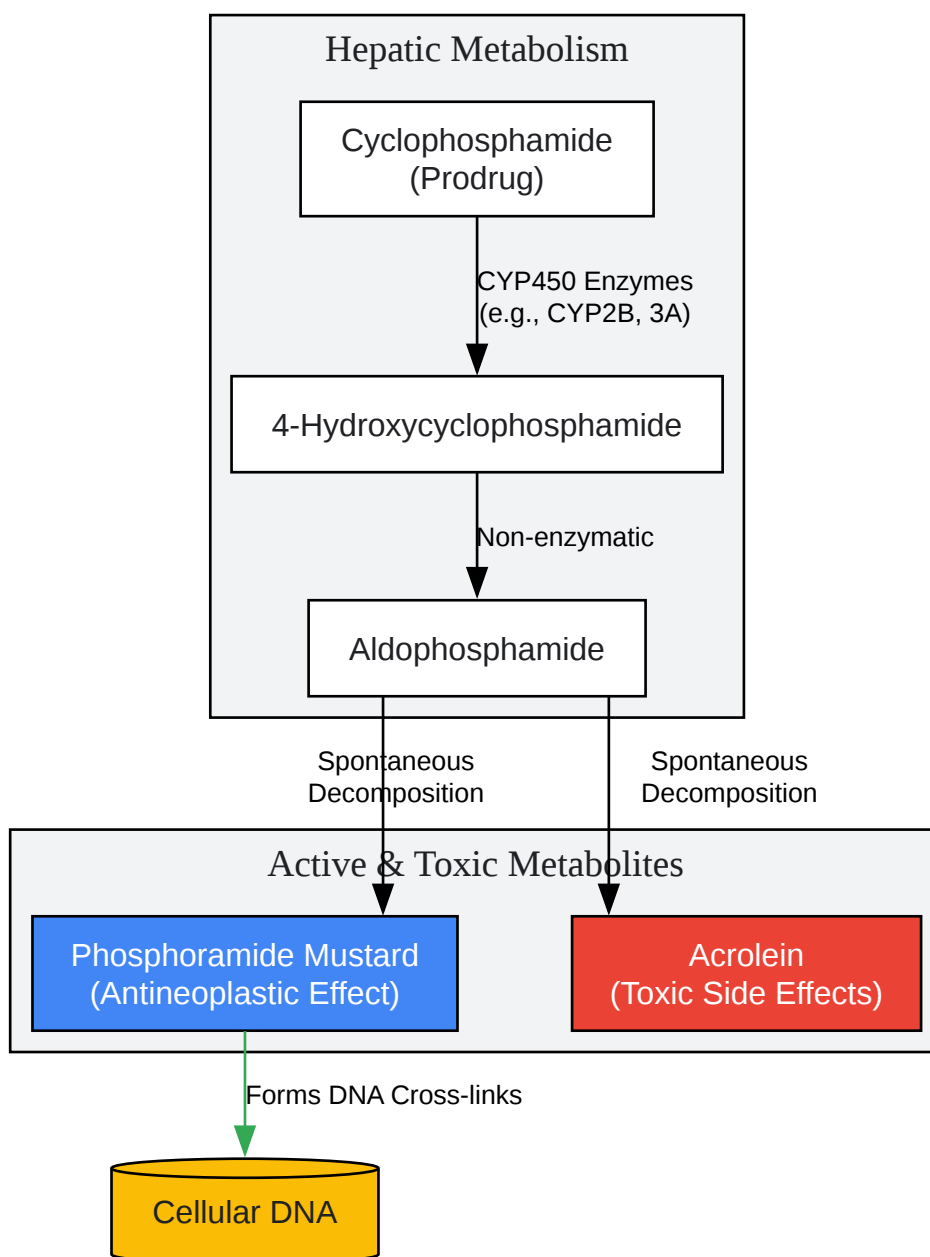 Hepatic Metabolism
Cyclophosphamide
(Prodrug)
CYP450 Enzymes
(e.g., CYP2B, 3A)
4-Hydroxycyclophosphamide
Non-enzymatic
Aldophosphamide
Spontaneous
Decomposition
Spontaneous
Decomposition
Active & Toxic Metabolites
Phosphoramide Mustard
(Antineoplastic Effect)
Acrolein
(Toxic Side Effects)
Forms DNA Cross-links
Cellular DNA